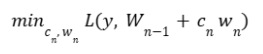 min_{c_n, w_n} L(y, W_{n−1} + c_n w_n)